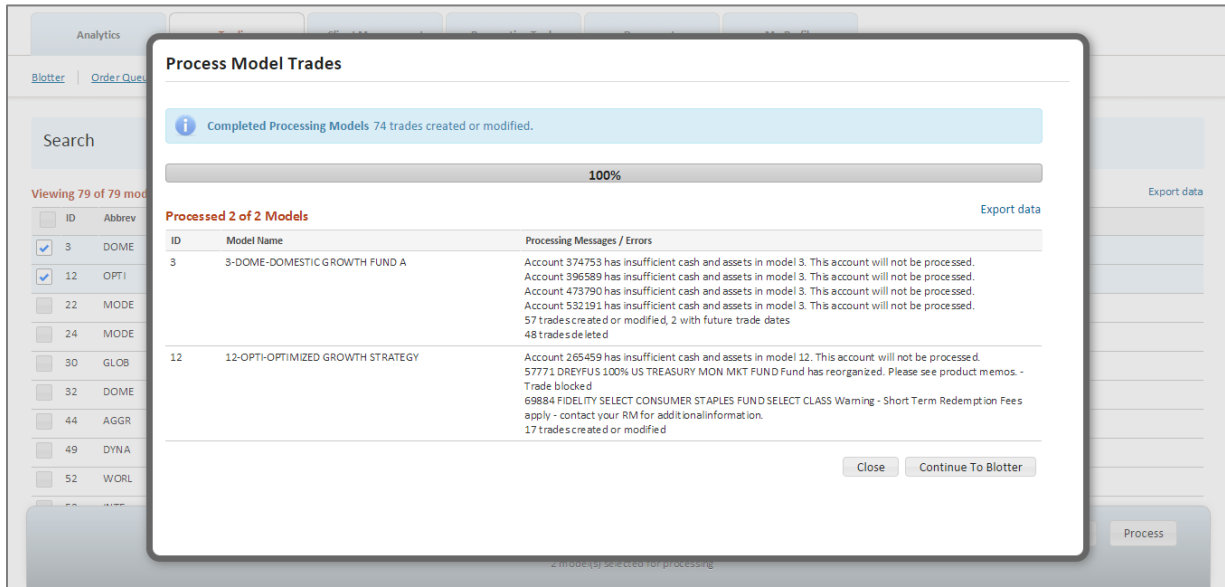 Analytics
Blotter
Order Queu
Process Model Trades
Completed Processing Models 74 trades created or modified.
Search
100%
Viewing 79 of 79 mod
Export data
Processed 2 of 2 Models
Export data
ID Abbrev
ID Model Name Processing Messages / Errors
3 DOME
3 3-DOME-DOMESTIC GROWTH FUND A Account 374753 has insufficient cash and assets in model 3. This account will not be processed.
Account 396589 has insufficient cash and assets in model 3. This account will not be processed.
12 OPTI
Account 473790 has insufficient cash and assets in model 3. This account will not be processed.
Account 532191 has insufficient cash and assets in model 3. This account will not be processed.
22 MODE
57 trades created or modified, 2 with future trade dates
48 trades deleted
24 MODE
12 12-OPTI-OPTIMIZED GROWTH STRATEGY Account 265459 has insufficient cash and assets in model 12. This account will not be processed.
30 GLOB
57771 DREYFUS 100% US TREASURY MON MKT FUND Fund has reorganized. Please see product memos. -
Trade blocked
32 DOME
69884 FIDELITY SELECT CONSUMER STAPLES FUND SELECT CLASS Warning - Short Term Redemption Fees
apply - contact your RM for additionalinformation.
44 AGGR
17 trades created or modified
49 DYNA
Close
Continue To Blotter
52 WORL
Process
2 model(s) selected for processing